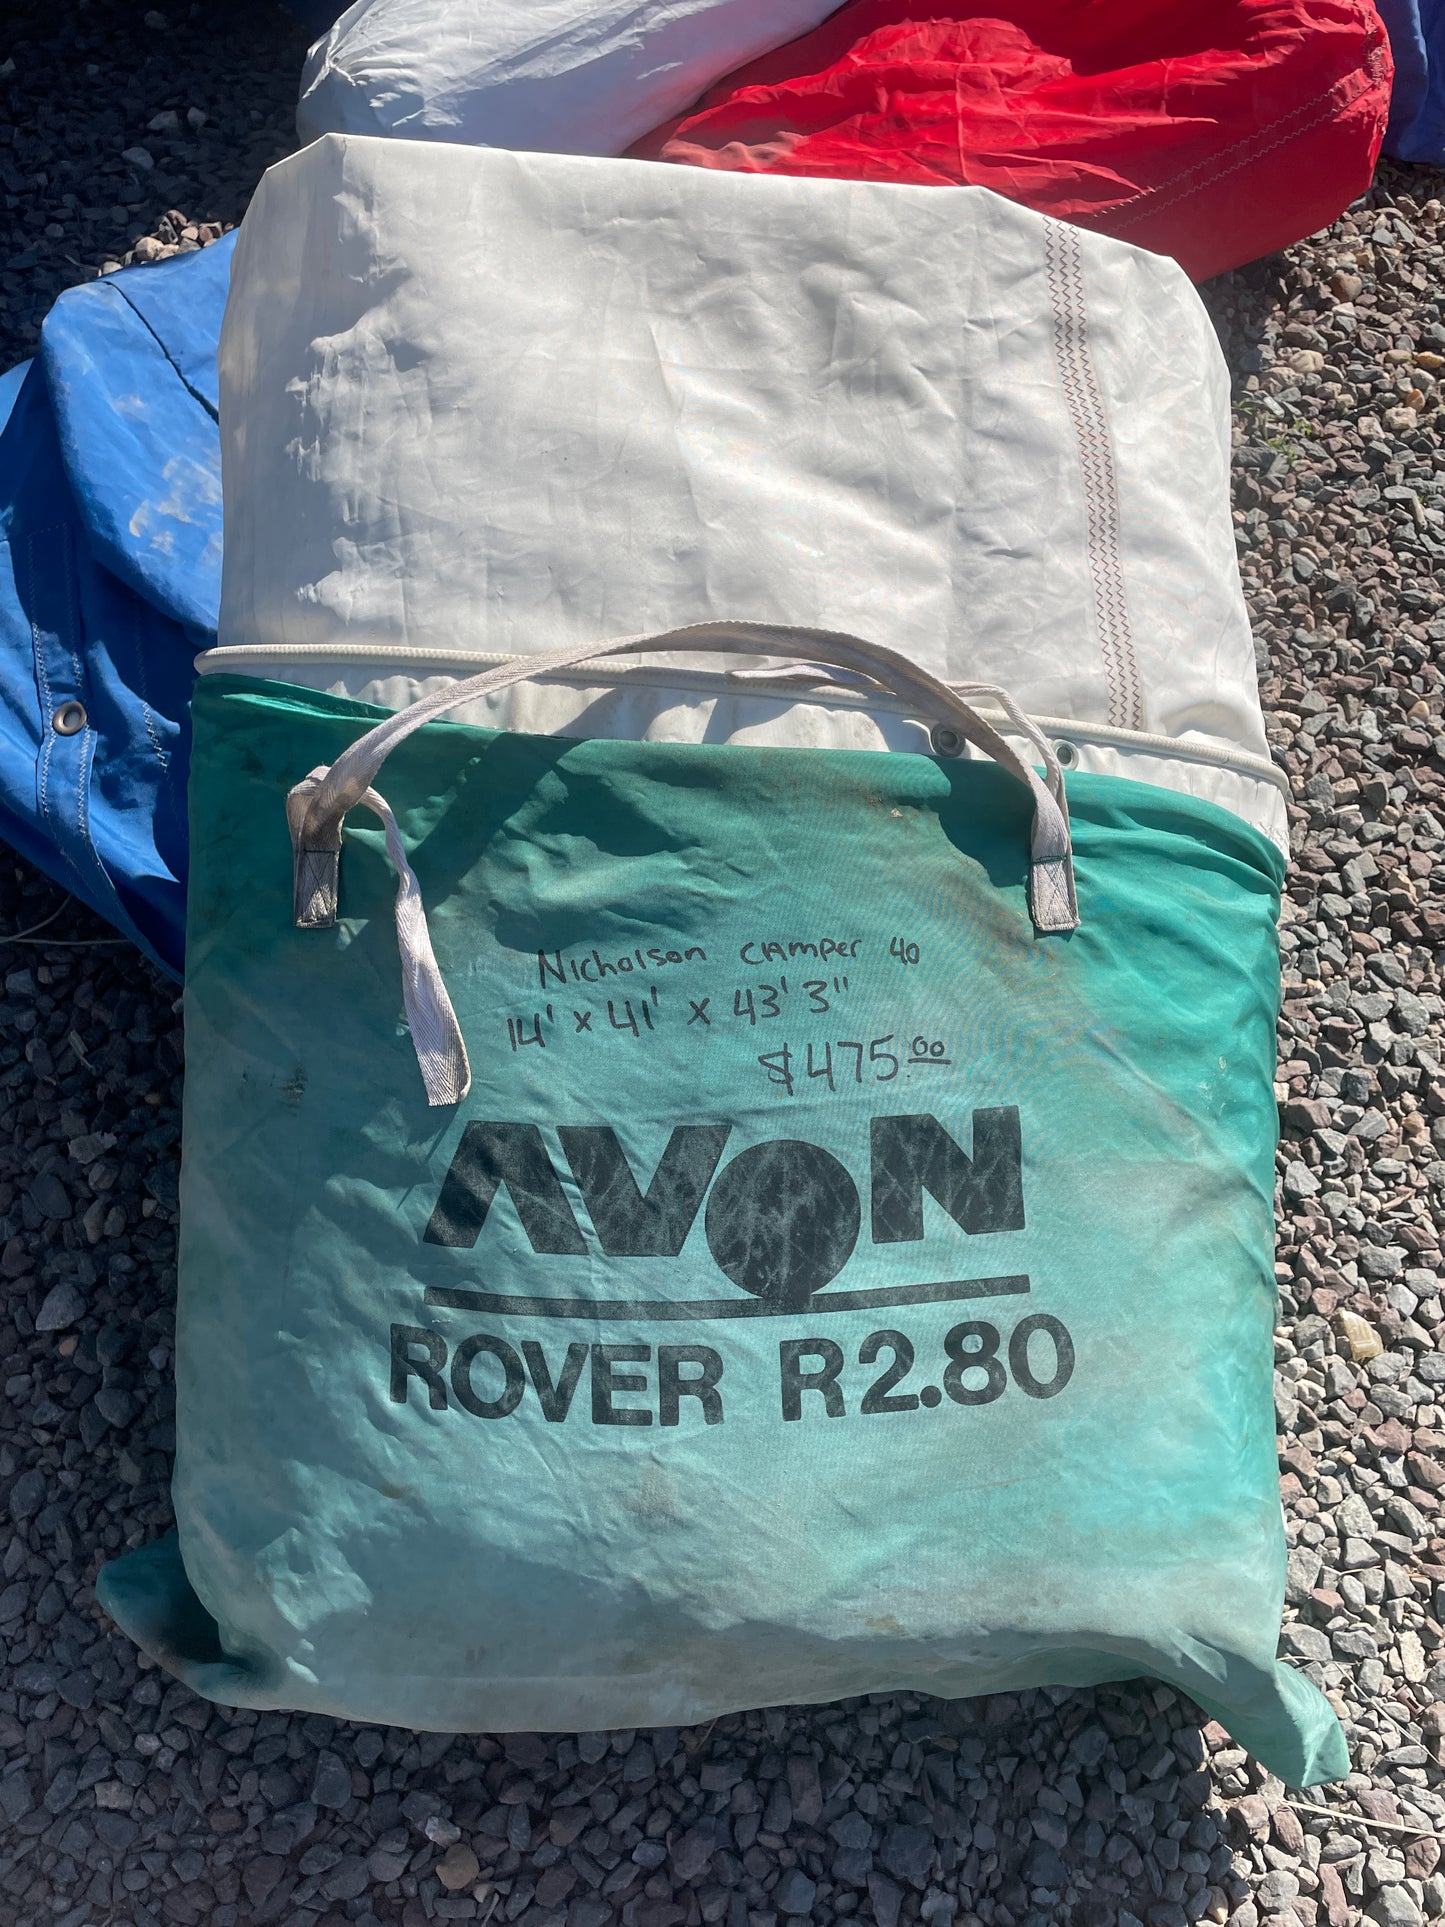 Nicholson Clamper 40
14' x 41' x 43' 3"
$475.00
AVON
ROVER R2.80